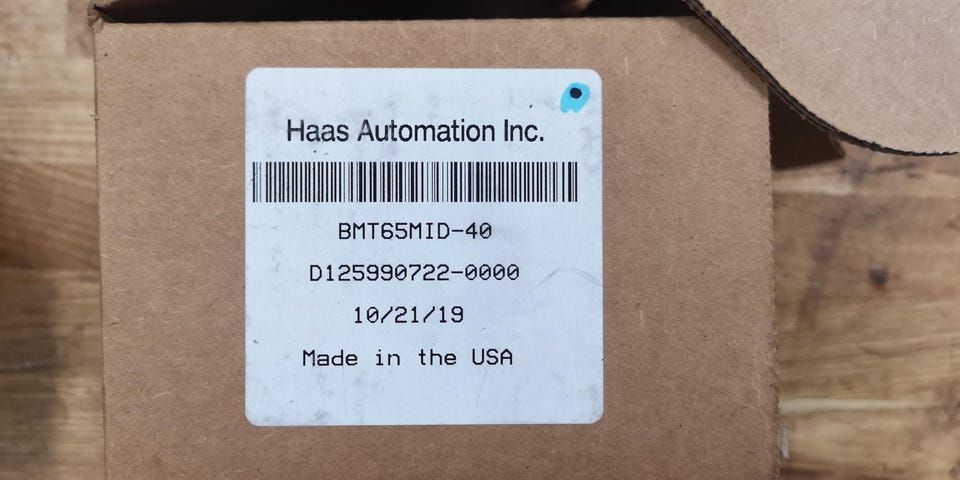 Haas Automation Inc.
BMT65MID-40
D125990722-0000
10/21/19
Made in the USA